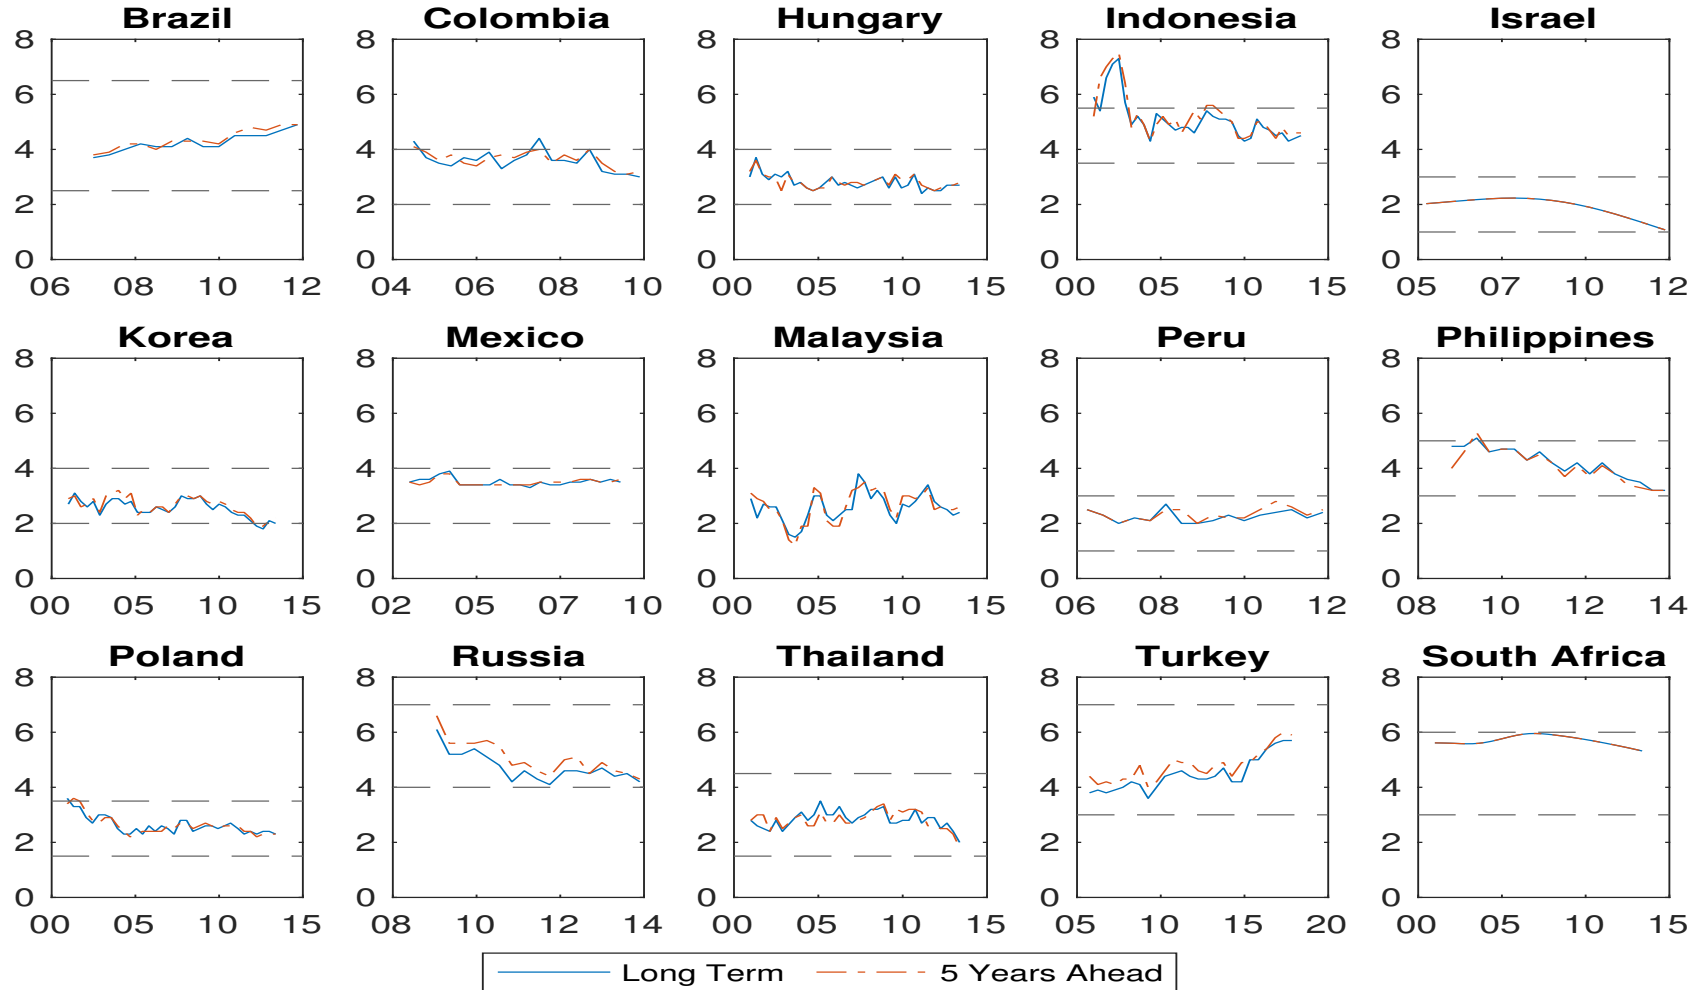 Brazil Colombia Hungary Indonesia Israel
8 8 8 8 8
6 6 6 6 6
4 4 4 4 4
2 2 2 2 2
0 0 0 0 0
06 08 10 12 04 06 08 10 00 05 10 15 00 05 10 15 05 07 10 12
Korea Mexico Malaysia Peru Philippines
8 8 8 8 8
6 6 6 6 6
4 4 4 4 4
2 2 2 2 2
0 0 0 0 0
00 05 10 15 02 05 07 10 00 05 10 15 06 08 10 12 08 10 12 14
Poland Russia Thailand Turkey South Africa
8 8 8 8 8
6 6 6 6 6
4 4 4 4 4
2 2 2 2 2
0 0 0 0 0
00 05 10 15 08 10 12 14 00 05 10 15 05 10 15 20 00 05 10 15
Long Term 5 Years Ahead